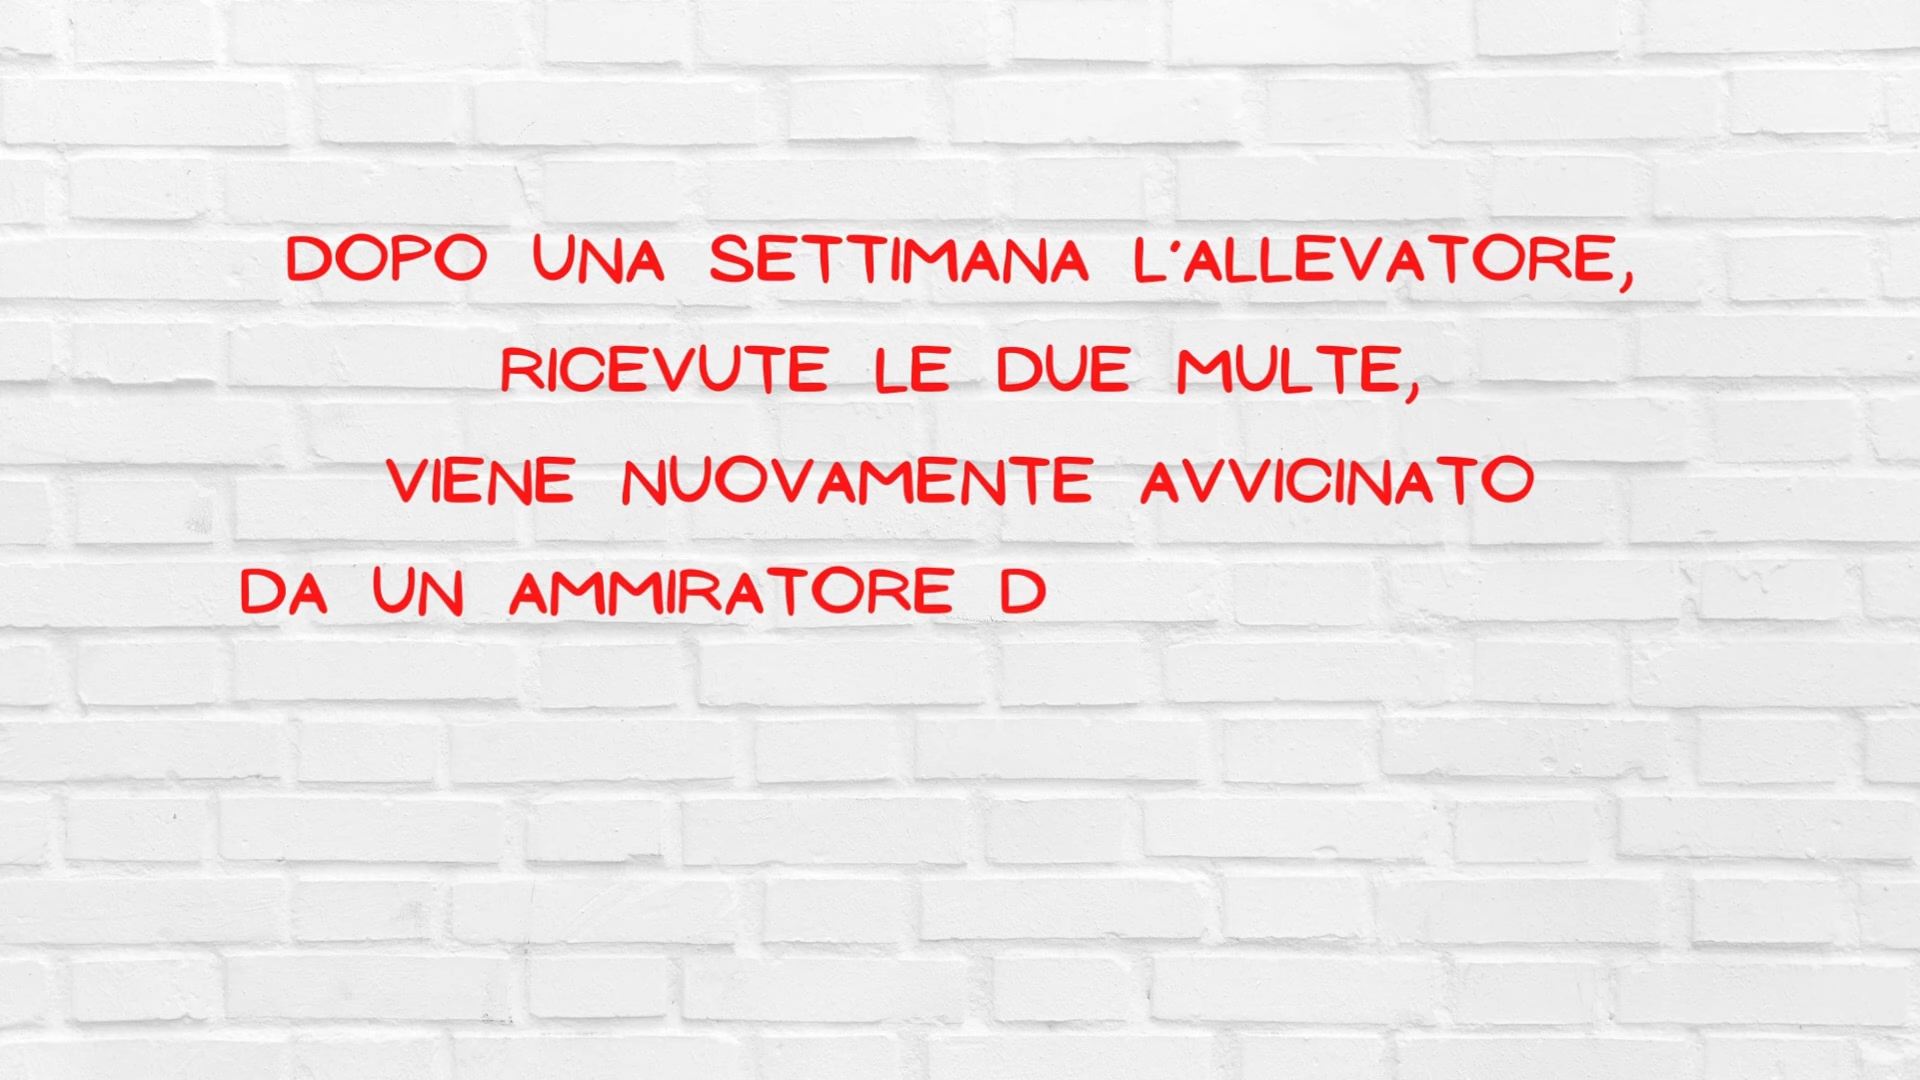 DOPO UNA SETTIMANA L'ALLEVATORE,
RICEVUTE LE DUE MULTE,
VIENE NUOVAMENTE AVVICINATO
DA UN AMMIRATORE D